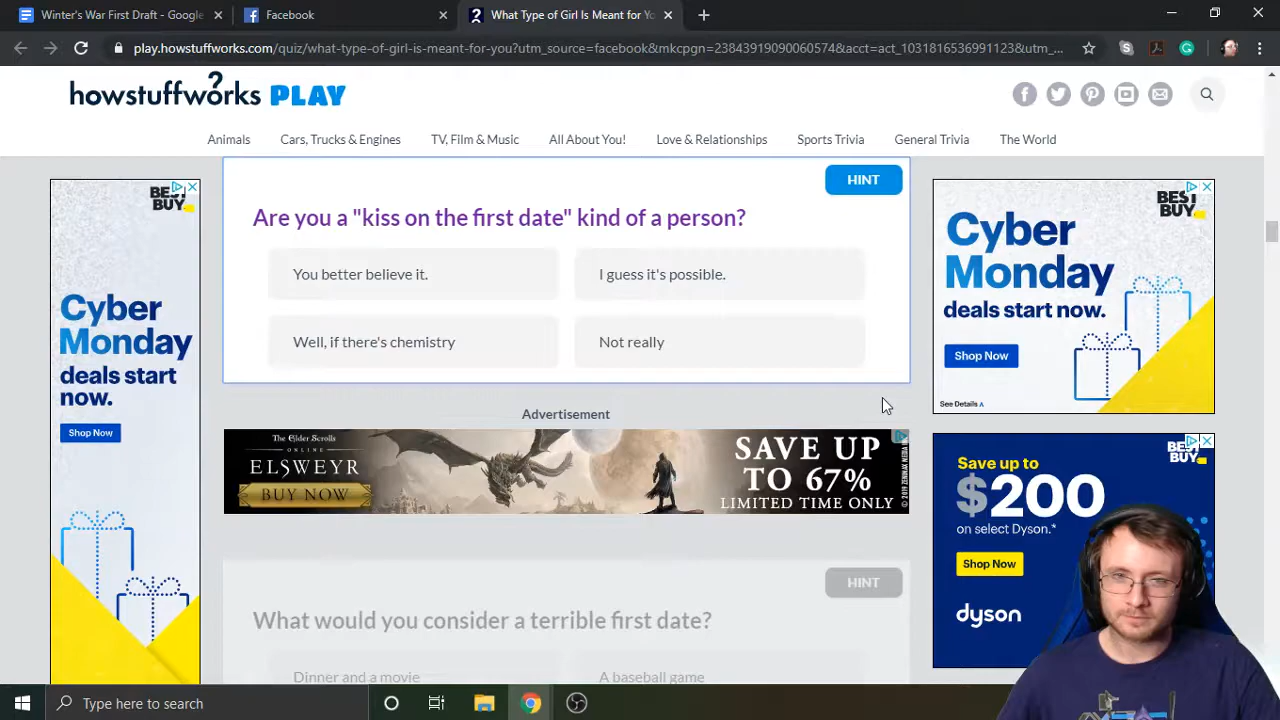 Winter's War First Draft - Google
Facebook
What Type of Girl Is Meant for Yo
play.howstuffworks.com/quiz/what-type-of-girl-is-meant-for-you?utm_source=facebook&mkcpgn=238439190900605574&acct=act_10318165369911238&utm_...
howstuffworks PLAY
Animals
Cars, Trucks & Engines
TV, Film & Music
All About You!
Love & Relationships
Sports Trivia
General Trivia
The World
BEST
BUY
Cyber
Monday
deals start
now.
Shop Now
HINT
Are you a "kiss on the first date" kind of a person?
You better believe it.
I guess it's possible.
Well, if there's chemistry
Not really
Advertisement
The Elder Scrolls
ONLINE
ELSWEYR
BUY NOW
SAVE UP
TO 67%
LIMITED TIME ONLY
© 2019 ZENIMAX MEDIA
HINT
What would you consider a terrible first date?
Dinner and a movie
A baseball game
BEST
BUY
Cyber
Monday
deals start now.
Shop Now
See Details
BEST
BUY
Save up to
$200
on select Dyson.*
Shop Now
dyson
Type here to search